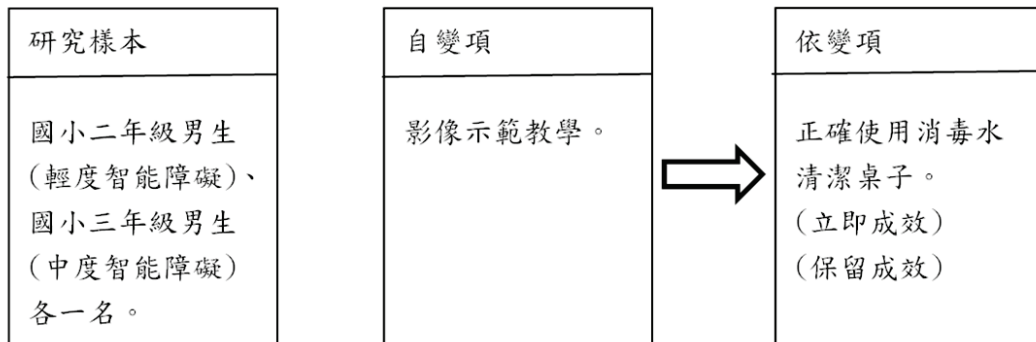 研究樣本
國小二年級男生
(輕度智能障礙)、
國小三年級男生
(中度智能障礙)
各一名。
自變項
影像示範教學。
依變項
正確使用消毒水
清潔桌子。
(立即成效)
(保留成效)